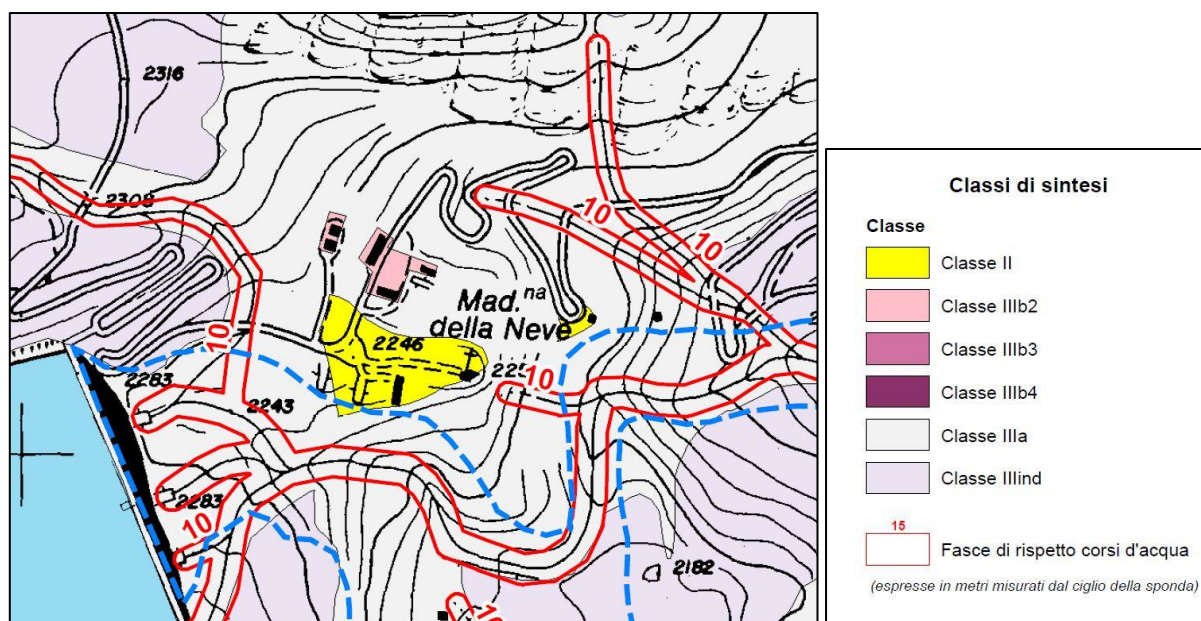 2316
2308
10
10
10
Mad.na
della Neve
2246
2283
2243
10
2283
10
2182
10
Classi di sintesi
Classe
Classe II
Classe IIIb2
Classe IIIb3
Classe IIIb4
Classe IIIa
Classe IIIind
15
Fasce di rispetto corsi d'acqua
(espresse in metri misurati dal ciglio della sponda)